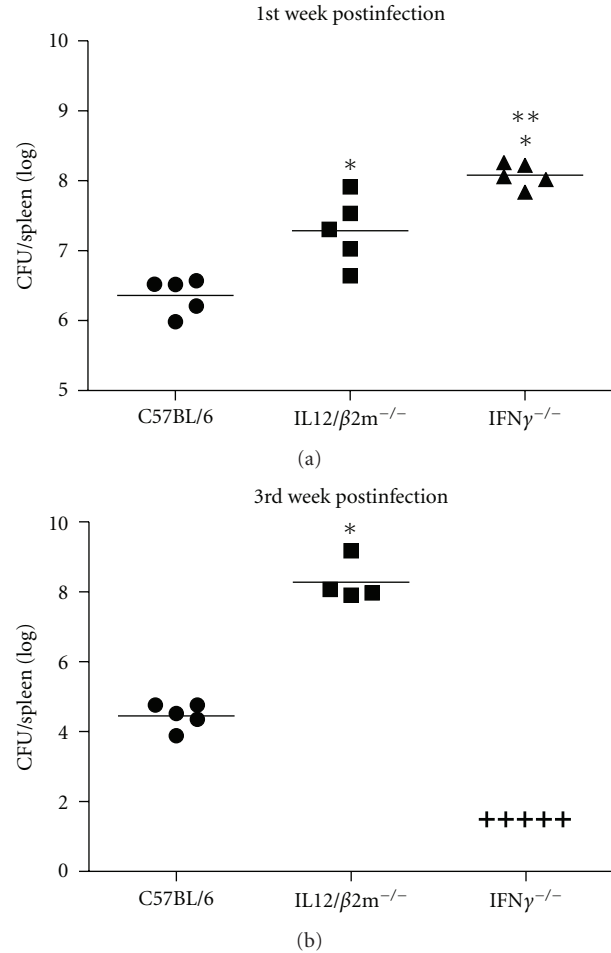 1st week postinfection
10
9
8
7
6
5
CFU/spleen (log)
∗
∗∗
∗
C57BL/6 IL12/β2m−/− IFNγ−/−
(a)
3rd week postinfection
10
8
6
4
2
0
CFU/spleen (log)
∗
C57BL/6 IL12/β2m−/− IFNγ−/−
(b)